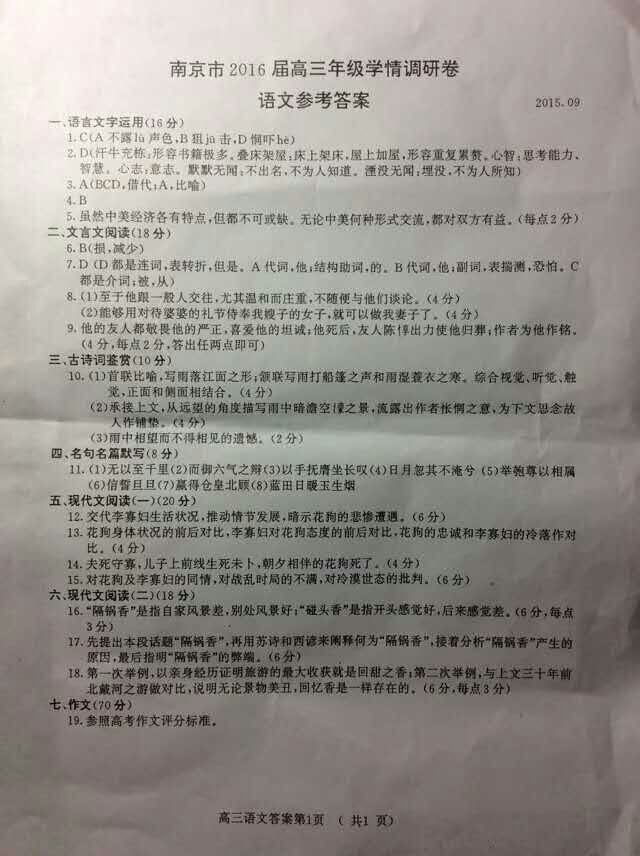 南京市2016届高三年级学情调研卷
语文参考答案
2015.09
一、语言文字运用(16分)
1.C(A不露lù声色,B狙jū击,D恫吓hè)
2.D(汗牛充栋:形容书籍极多。叠床架屋:床上架床,屋上加屋,形容重复累赘。心智:思考能力、
智慧。心志:意志。默默无闻:不出名,不为人知道。湮没无闻:埋没,不为人所知)
3.A(BCD,借代;A,比喻)
4.B
5.虽然中美经济各有特点,但都不可或缺。无论中美何种形式交流,都对双方有益。(每点2分)
二、文言文阅读(18分)
6.B(损,减少)
7.D(D都是连词,表转折,但是。A代词,他;结构助词,的。B代词,他;副词,表揣测,恐怕。C
都是介词:被,从)
8.(1)至于他跟一般人交往,尤其温和而庄重,不随便与他们谈论。(4分)
(2)能够用对待婆婆的礼节侍奉我嫂子的女子,就可以做我妻子了。(4分)
9.他的友人都敬畏他的严正,喜爱他的坦诚;他死后,友人陈惇出力使他归葬;作者为他作铭。
(4分,每点2分,答出任两点即可)
三、古诗词鉴赏(10分)
10.(1)首联比喻,写雨落江面之形;颔联写雨打船篷之声和雨湿蓑衣之寒。综合视觉、听觉、触
觉,正面和侧面相结合。(4分)
(2)承接上文,从远望的角度描写雨中暗澹空濛之景,流露出作者怅惘之意,为下文思念故
人作铺垫。(4分)
(3)雨中相望而不得相见的遗憾。(2分)
四、名句名篇默写(8分)
11.(1)无以至千里(2)而御六气之辩(3)以手抚膺坐长叹(4)日月忽其不淹兮 (5)举匏尊以相属
(6)信誓旦旦(7)赢得仓皇北顾(8)蓝田日暖玉生烟
五、现代文阅读(一)(20分)
12.交代李寡妇生活状况,推动情节发展,暗示花狗的悲惨遭遇。(6分)
13.花狗身体状况的前后对比,李寡妇对花狗态度的前后对比,花狗的忠诚和李寡妇的冷落作对
比。(4分)
14.夫死守寡,儿子上前线生死未卜,朝夕相伴的花狗死了。(4分)
15.对花狗及李寡妇的同情,对战乱时局的不满,对冷漠世态的批判。(6分)
六、现代文阅读(二)(18分)
16.“隔锅香”是指自家风景差,别处风景好;“碰头香”是指开头感觉好,后来感觉差。(6分,每点
3分)
17.先提出本段话题“隔锅香”,再用苏诗和西谚来阐释何为“隔锅香”,接着分析“隔锅香”产生的
原因,最后指明“隔锅香”的弊端。(6分)
18.第一次举例,以亲身经历证明旅游的最大收获就是回甜之香;第二次举例,与上文三十年前
北戴河之游做对比,说明无论景物美丑,回忆香是一样存在的。(6分,每点3分)
七、作文(70分)
19.参照高考作文评分标准。
高三语文答案第1页 (共1页)